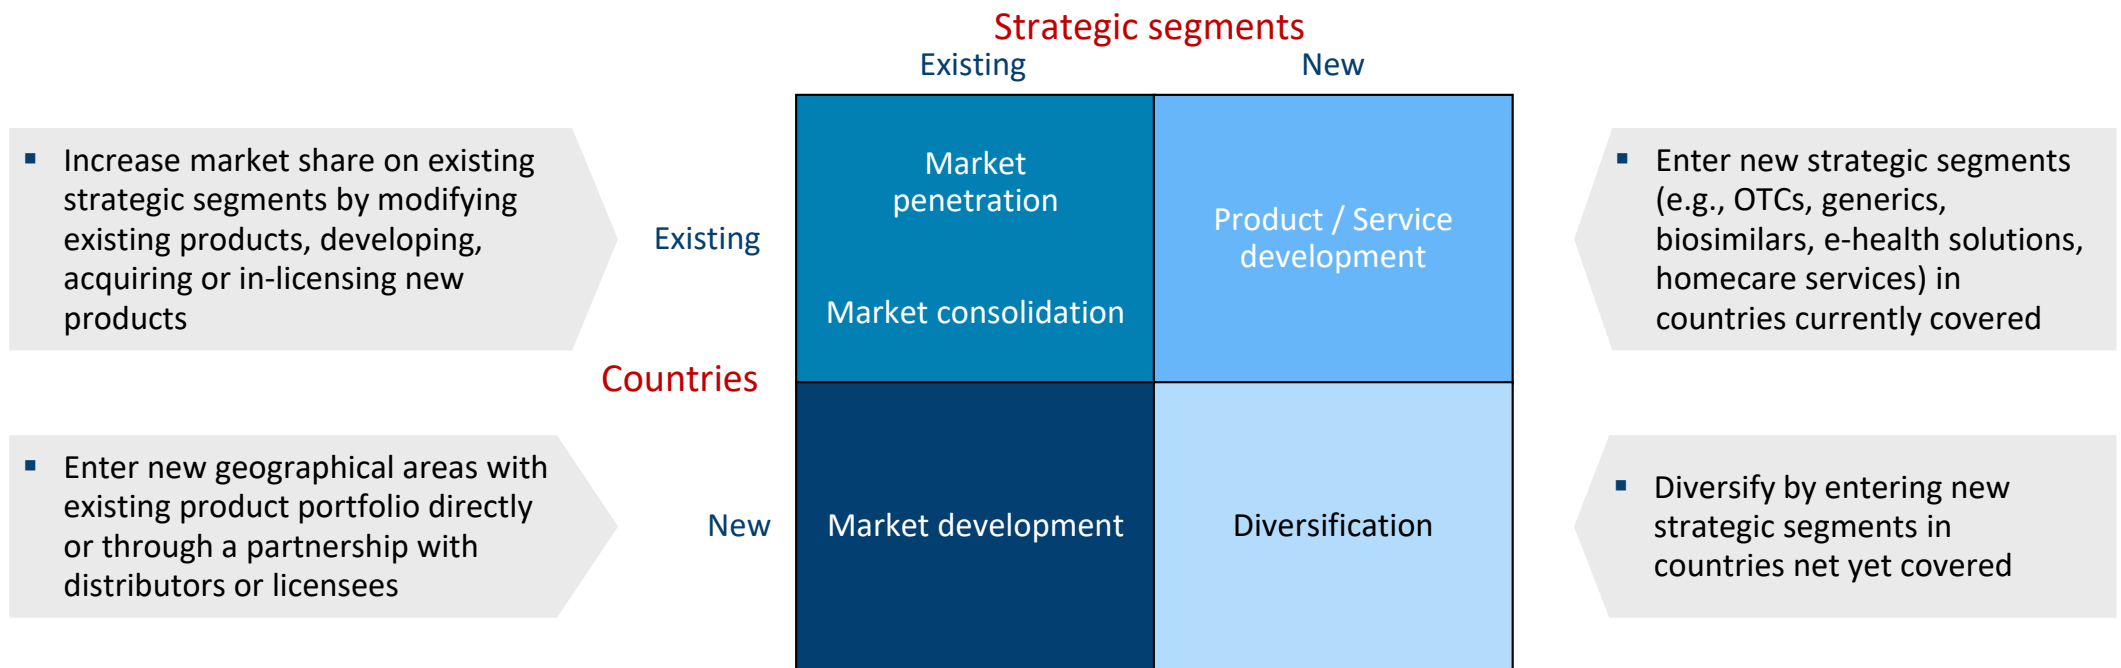 Strategic segments
Existing
New
▪ Increase market share on existing
strategic segments by modifying
existing products, developing,
acquiring or in-licensing new
products
Existing
Market
penetration
Market consolidation
Product / Service
development
▪ Enter new strategic segments
(e.g., OTCs, generics,
biosimilars, e-health solutions,
homecare services) in
countries currently covered
Countries
▪ Enter new geographical areas with
existing product portfolio directly
or through a partnership with
distributors or licensees
New
Market development
Diversification
▪ Diversify by entering new
strategic segments in
countries net yet covered